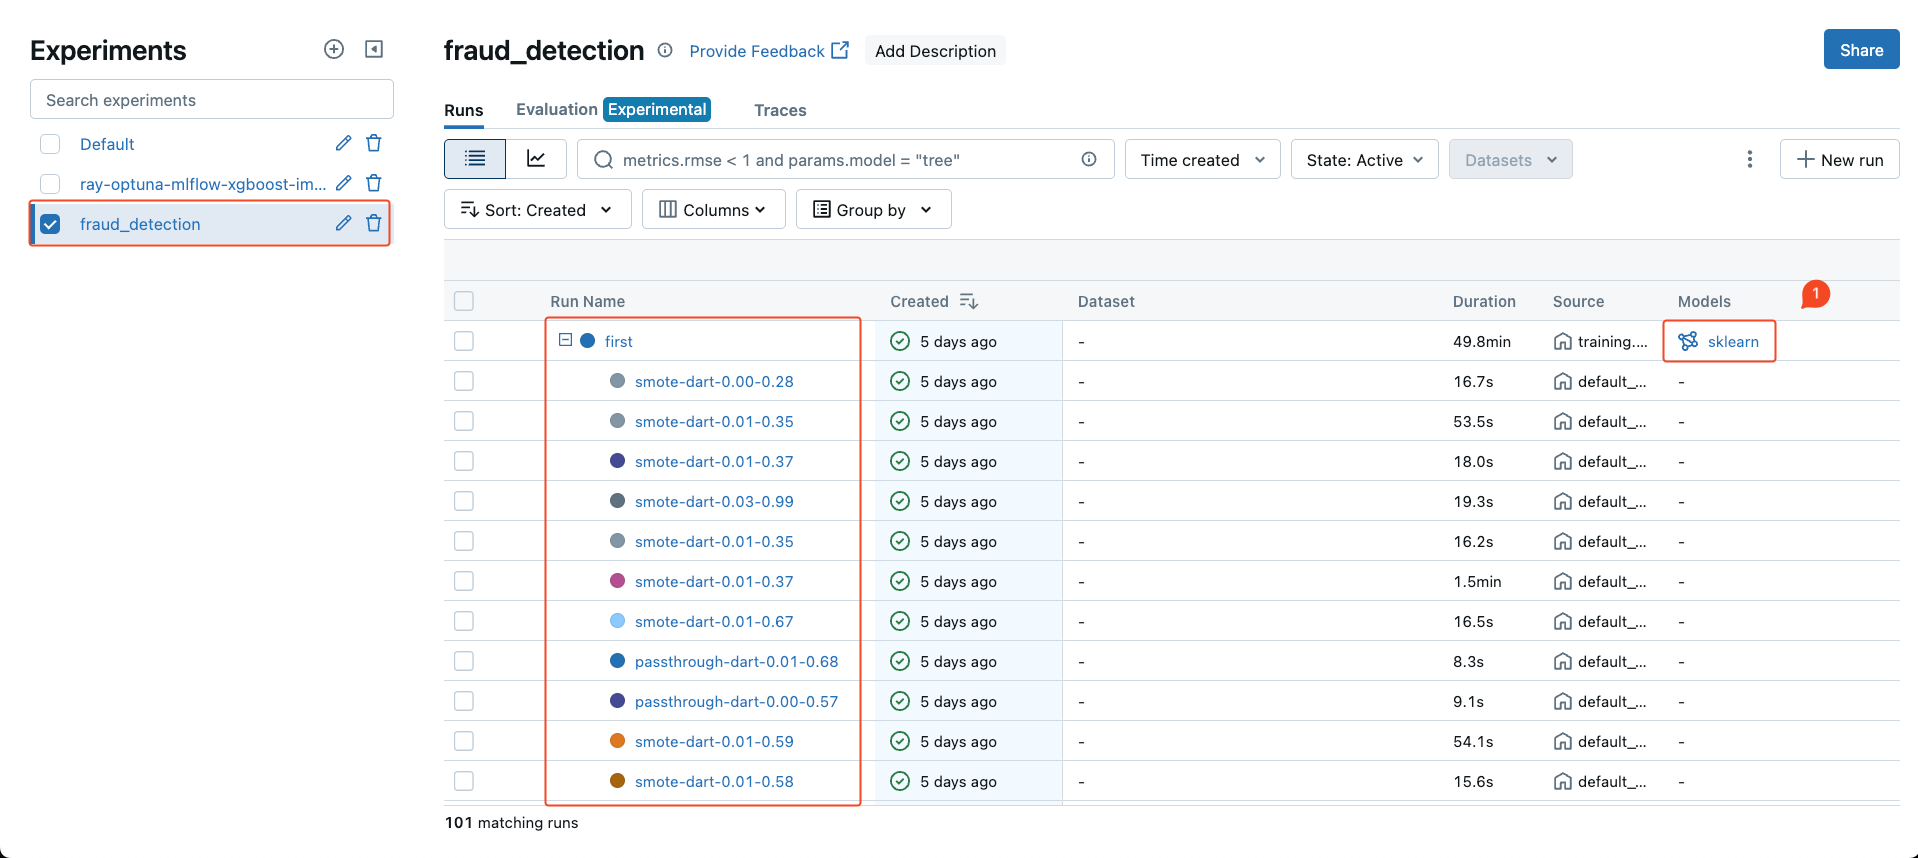 Experiments
Search experiments
Default
ray-optuna-mlflow-xgboost-im...
fraud_detection
fraud_detection Provide Feedback Add Description Share
Runs Evaluation Experimental Traces
metrics.rmse < 1 and params.model = "tree" Time created State: Active Datasets New run
Sort: Created Columns Group by
Run Name Created Dataset Duration Source Models 1
first 5 days ago - 49.8min training.... sklearn
smote-dart-0.00-0.28 5 days ago - 16.7s default_... -
smote-dart-0.01-0.35 5 days ago - 53.5s default_... -
smote-dart-0.01-0.37 5 days ago - 18.0s default_... -
smote-dart-0.03-0.99 5 days ago - 19.3s default_... -
smote-dart-0.01-0.35 5 days ago - 16.2s default_... -
smote-dart-0.01-0.37 5 days ago - 1.5min default_... -
smote-dart-0.01-0.67 5 days ago - 16.5s default_... -
passthrough-dart-0.01-0.68 5 days ago - 8.3s default_... -
passthrough-dart-0.00-0.57 5 days ago - 9.1s default_... -
smote-dart-0.01-0.59 5 days ago - 54.1s default_... -
smote-dart-0.01-0.58 5 days ago - 15.6s default_... -
101 matching runs